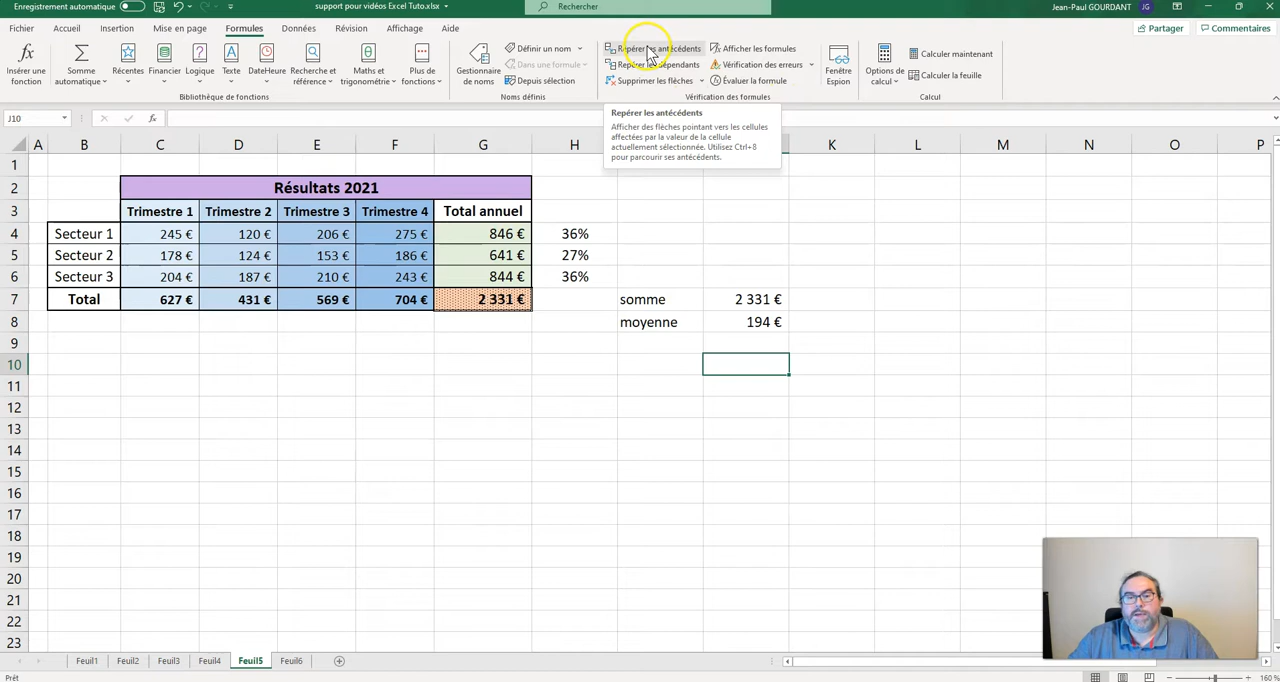 Enregistrement automatique
support pour vidéos Excel Tuto.xlsx
Rechercher
Jean-Paul GOURDANT
JG
Fichier
Accueil
Insertion
Mise en page
Formules
Données
Révision
Affichage
Aide
Partager
Commentaires
Insérer une fonction
Somme automatique
Récentes
Financier
Logique
Texte
DateHeure
Recherche et référence
Maths et trigonométrie
Plus de fonctions
Bibliothèque de fonctions
Gestionnaire de noms
Définir un nom
Dans une formule
Depuis sélection
Noms définis
Repérer les antécédents
Repérer les dépendants
Supprimer les flèches
Afficher les formules
Vérification des erreurs
Évaluer la formule
Vérification des formules
Fenêtre Espion
Options de calcul
Calculer maintenant
Calculer la feuille
Calcul
J10
fx
Repérer les antécédents
Afficher des flèches pointant vers les cellules
affectées par la valeur de la cellule
actuellement sélectionnée. Utilisez Ctrl+8
pour parcourir ses antécédents.
A B C D E F G H K L M N O P
1
2 Résultats 2021
3 Trimestre 1 Trimestre 2 Trimestre 3 Trimestre 4 Total annuel
4 Secteur 1 245 € 120 € 206 € 275 € 846 € 36%
5 Secteur 2 178 € 124 € 153 € 186 € 641 € 27%
6 Secteur 3 204 € 187 € 210 € 243 € 844 € 36%
7 Total 627 € 431 € 569 € 704 € 2 331 € somme 2 331 €
8 moyenne 194 €
9
10
11
12
13
14
15
16
17
18
19
20
21
22
23
Feuil1 Feuil2 Feuil3 Feuil4 Feuil5 Feuil6
Prêt
160 %